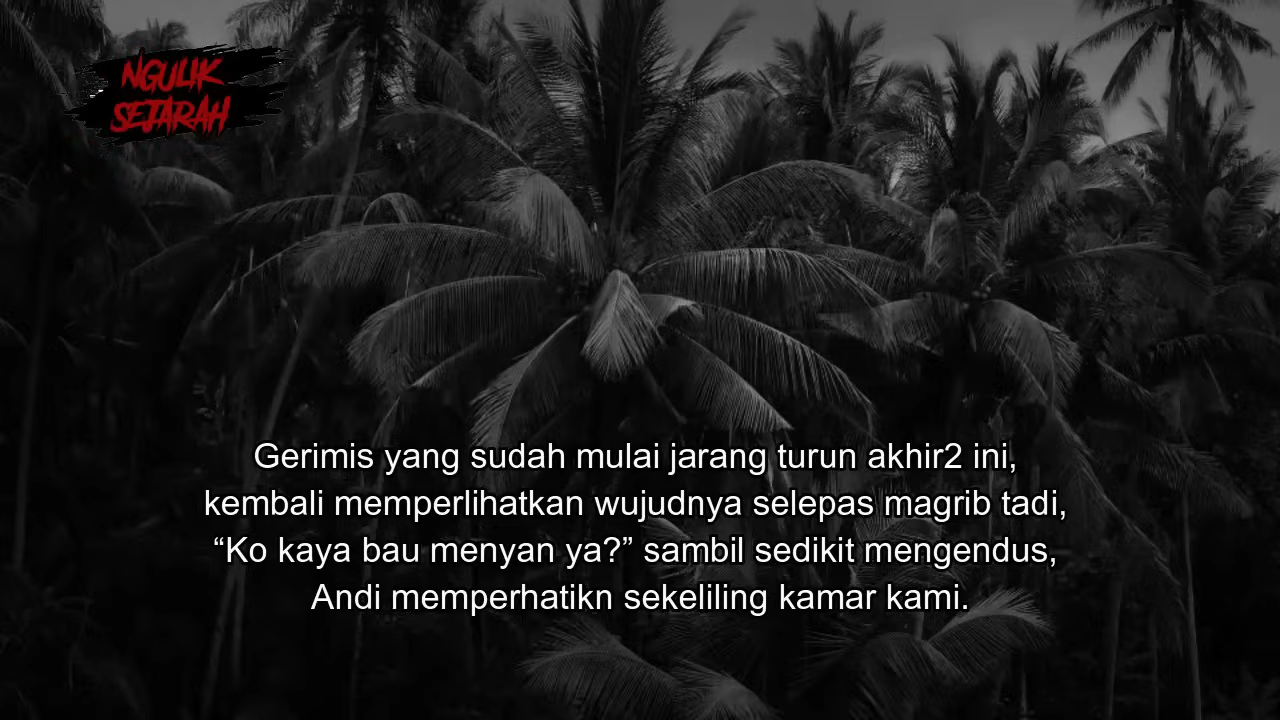 NGULIK
SEJARAH
Gerimis yang sudah mulai jarang turun akhir2 ini,
kembali memperlihatkan wujudnya selepas magrib tadi,
“Ko kaya bau menyan ya?” sambil sedikit mengendus,
Andi memperhatikn sekeliling kamar kami.